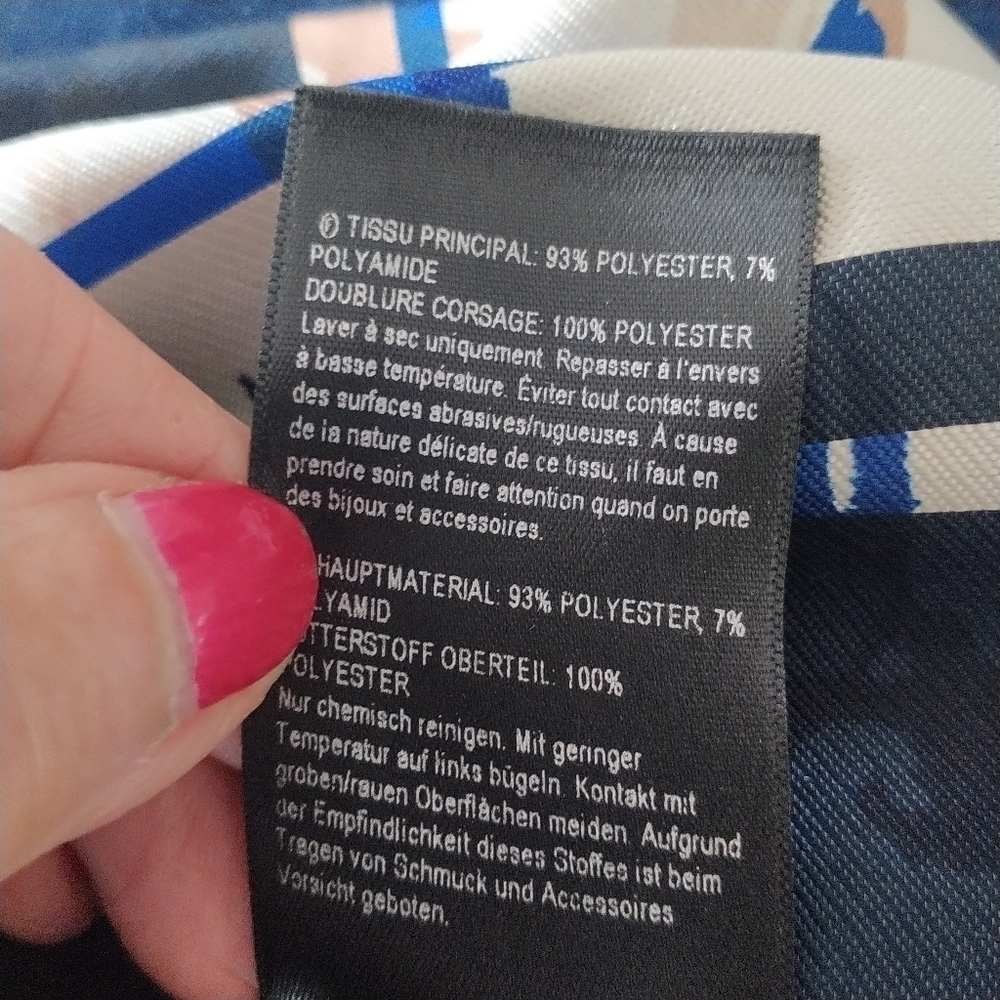 Ⓕ TISSU PRINCIPAL: 93% POLYESTER, 7%
POLYAMIDE
DOUBLURE CORSAGE: 100% POLYESTER
Laver à sec uniquement. Repasser à l'envers
à basse température. Éviter tout contact avec
des surfaces abrasives/rugueuses. À cause
de la nature délicate de ce tissu, il faut en
prendre soin et faire attention quand on porte
des bijoux et accessoires.
HAUPTMATERIAL: 93% POLYESTER, 7%
LYAMID
TTERSTOFF OBERTEIL: 100%
POLYESTER
Nur chemisch reinigen. Mit geringer
Temperatur auf links bügeln. Kontakt mit
groben/rauen Oberflächen meiden. Aufgrund
der Empfindlichkeit dieses Stoffes ist beim
Tragen von Schmuck und Accessoires
Vorsicht geboten.